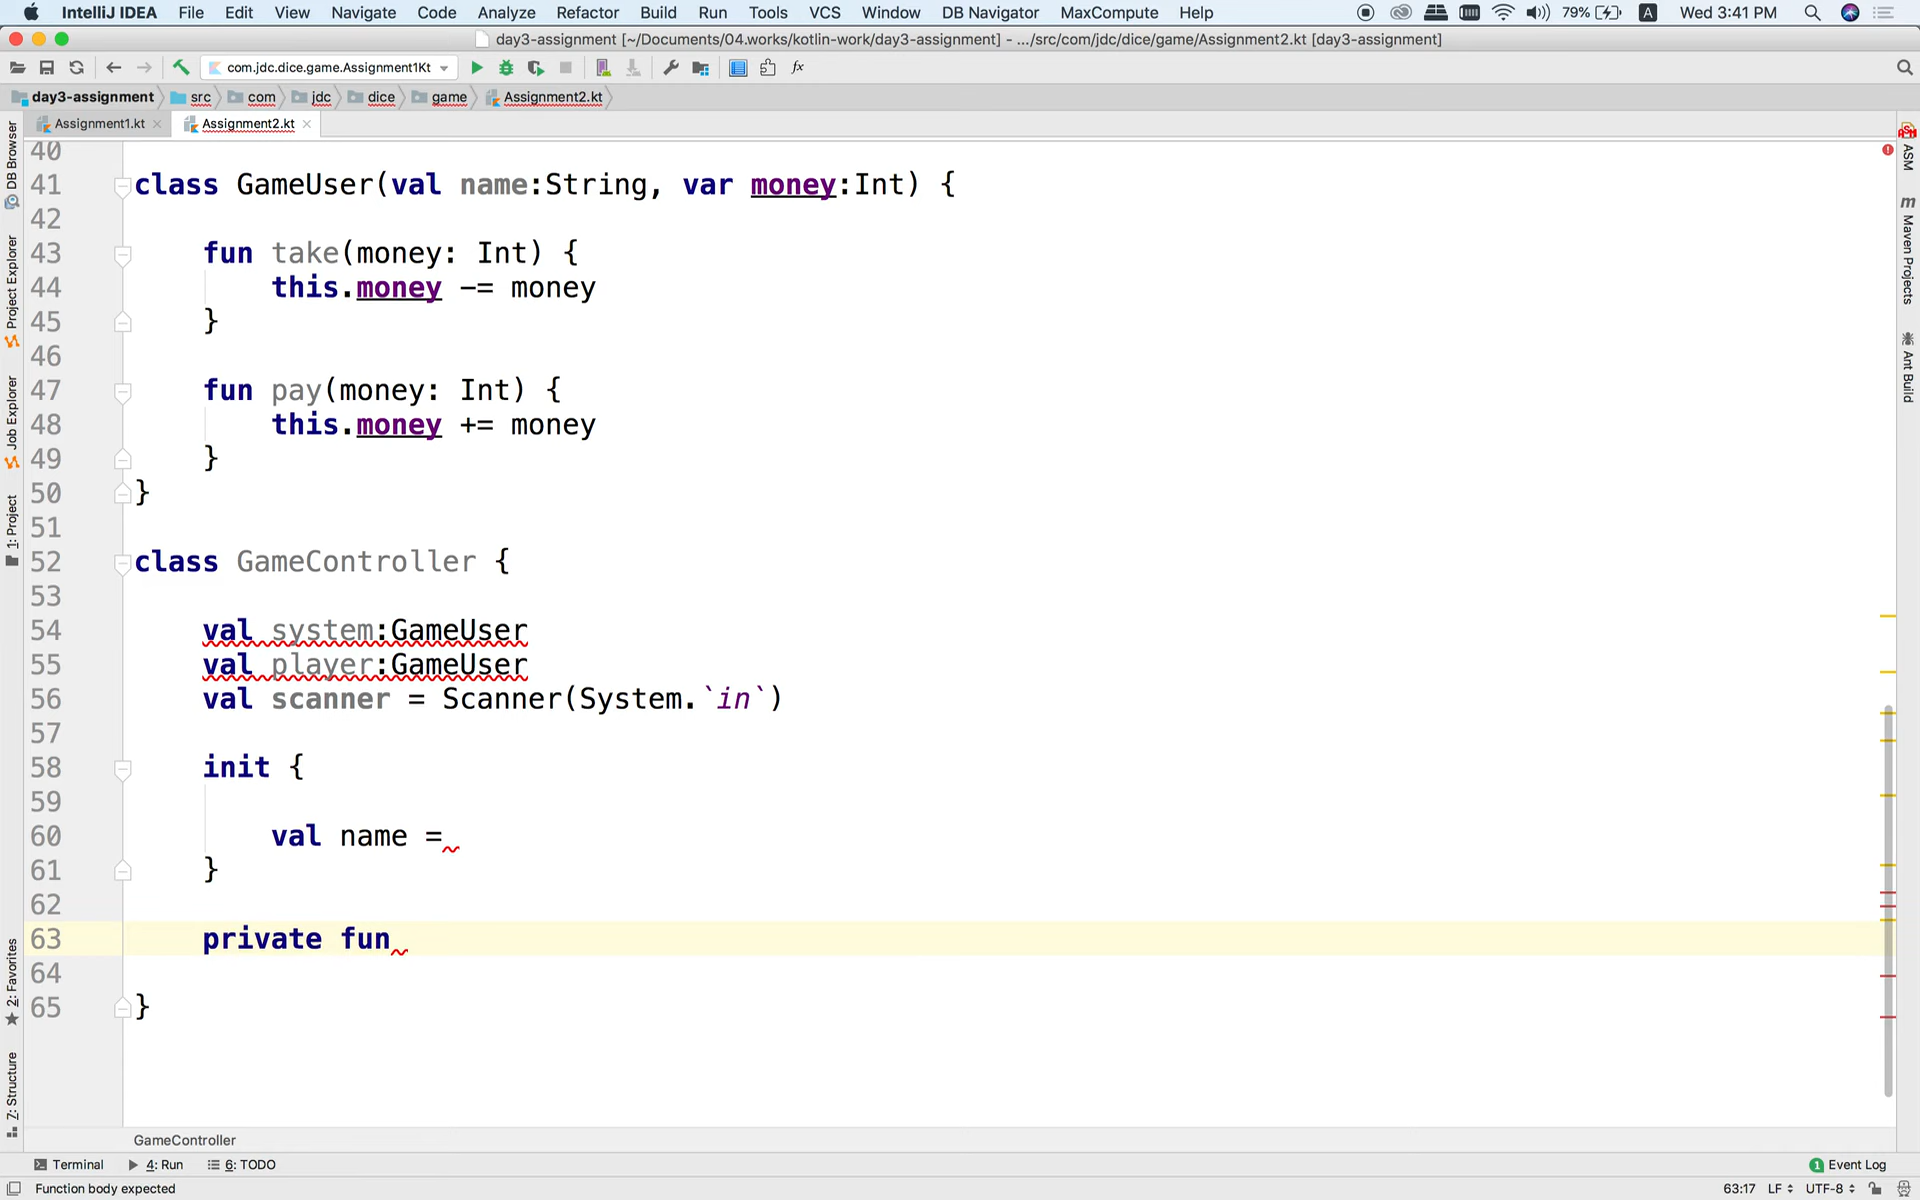 IntelliJ IDEA File Edit View Navigate Code Analyze Refactor Build Run Tools VCS Window DB Navigator MaxCompute Help 79% A Wed 3:41 PM
day3-assignment [~/Documents/04.works/kotlin-work/day3-assignment] - .../src/com/jdc/dice/game/Assignment2.kt [day3-assignment]
com.jdc.dice.game.Assignment1Kt
day3-assignment src com jdc dice game Assignment2.kt
Assignment1.kt Assignment2.kt
DB Browser
Project Explorer
Job Explorer
1: Project
2: Favorites
Z: Structure
40
41 class GameUser(val name:String, var money:Int) {
42
43 fun take(money: Int) {
44 this.money -= money
45 }
46
47 fun pay(money: Int) {
48 this.money += money
49 }
50 }
51
52 class GameController {
53
54 val system:GameUser
55 val player:GameUser
56 val scanner = Scanner(System.`in`)
57
58 init {
59
60 val name =
61 }
62
63 private fun
64
65 }
ASM
Maven Projects
Ant Build
GameController
Terminal 4: Run 6: TODO 1 Event Log
Function body expected 63:17 LF UTF-8